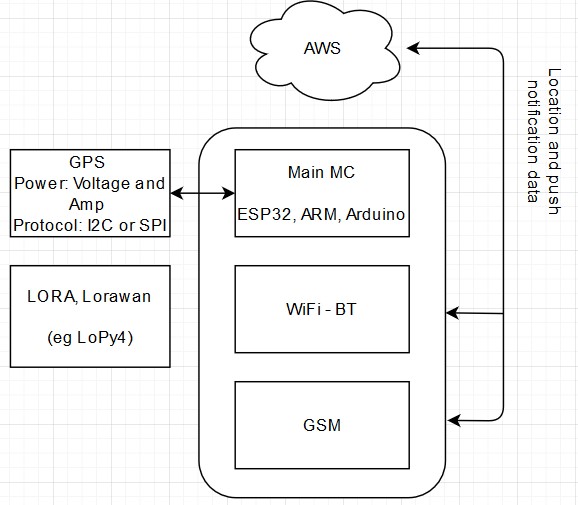 AWS
Location and push
notification data
GPS
Power: Voltage and
Amp
Protocol: I2C or SPI
Main MC
ESP32, ARM, Arduino
LORA, Lorawan
(eg LoPy4)
WiFi - BT
GSM